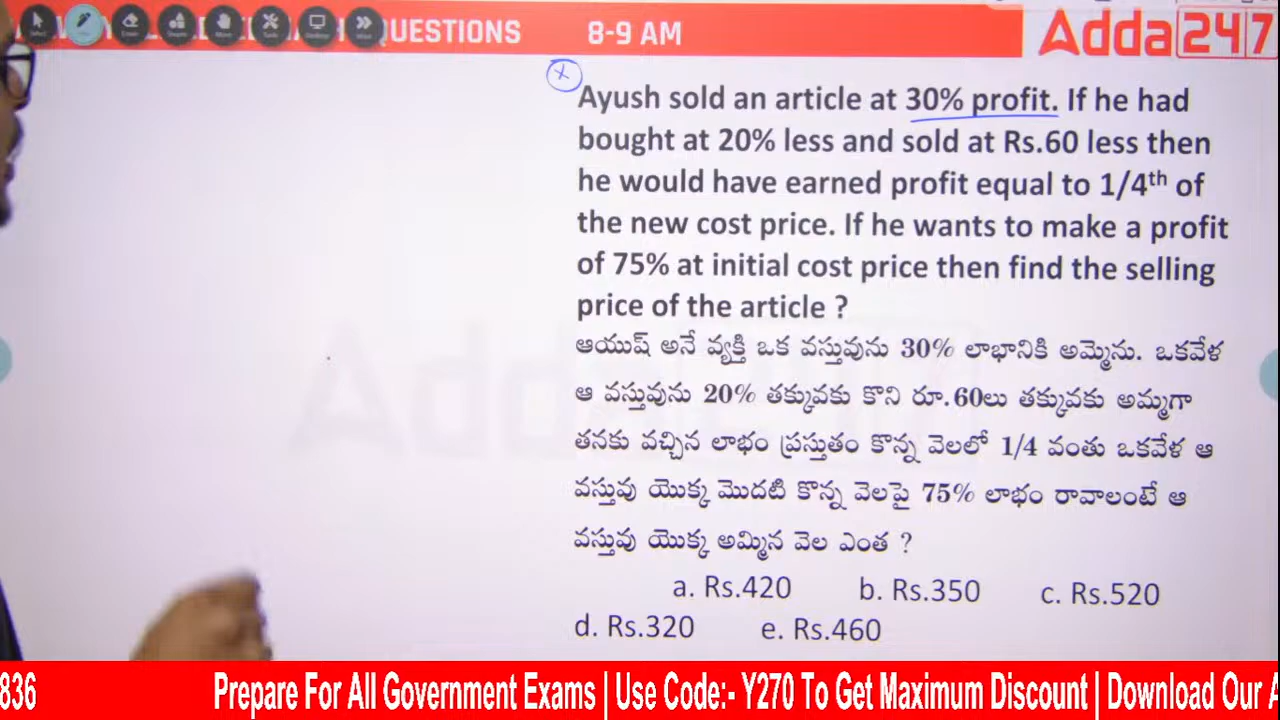 QUESTIONS 8-9 AM
Adda247
Ayush sold an article at 30% profit. If he had
bought at 20% less and sold at Rs.60 less then
he would have earned profit equal to 1/4th of
the new cost price. If he wants to make a profit
of 75% at initial cost price then find the selling
price of the article ?
ఆయుష్ అనే వ్యక్తి ఒక వస్తువును 30% లాభానికి అమ్మెను. ఒకవేళ
ఆ వస్తువును 20% తక్కువకు కొని రూ.60లు తక్కువకు అమ్మగా
తనకు వచ్చిన లాభం ప్రస్తుతం కొన్న వెలలో 1/4 వంతు ఒకవేళ ఆ
వస్తువు యొక్క మొదటి కొన్న వెలపై 75% లాభం రావాలంటే ఆ
వస్తువు యొక్క అమ్మిన వెల ఎంత ?
a. Rs.420 b. Rs.350 c. Rs.520
d. Rs.320 e. Rs.460
836 Prepare For All Government Exams | Use Code:- Y270 To Get Maximum Discount | Download Our